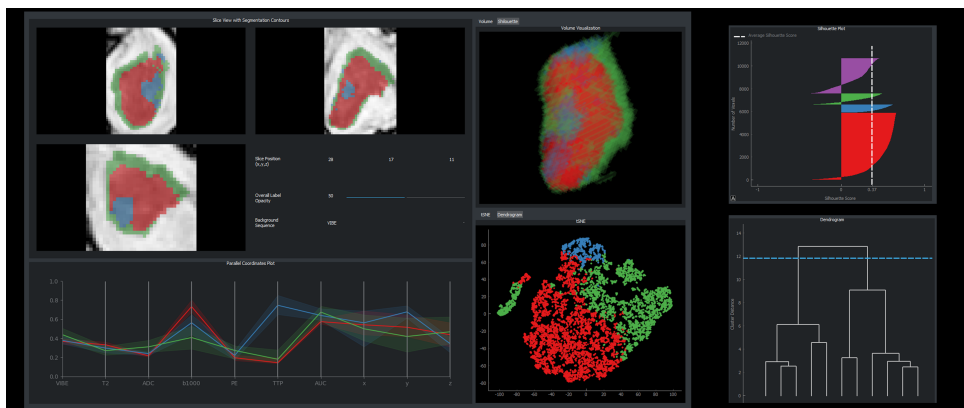 Slice View with Segmentation Contours
Slice Position
(x,y,z)
28 17 11
Overall Label
Opacity
50
Background
Sequence
VIBE
Parallel Coordinates Plot
1.0
0.8
0.6
0.4
0.2
0.0
VIBE T2 ADC b1000 PE TTP AUC x y z
Volume Silhouette
Volume Visualization
tSNE Dendrogram
tSNE
80
60
40
20
0
-20
-40
-60
-80
-100 -80 -60 -40 -20 0 20 40 60 80 100
Silhouette Plot
Average Silhouette Score
12000
10000
8000
6000
4000
2000
0
Number of Voxels
-1 0 0.37 1
Silhouette Score
A
Dendrogram
14
12
10
8
6
4
2
0
Cluster Distance